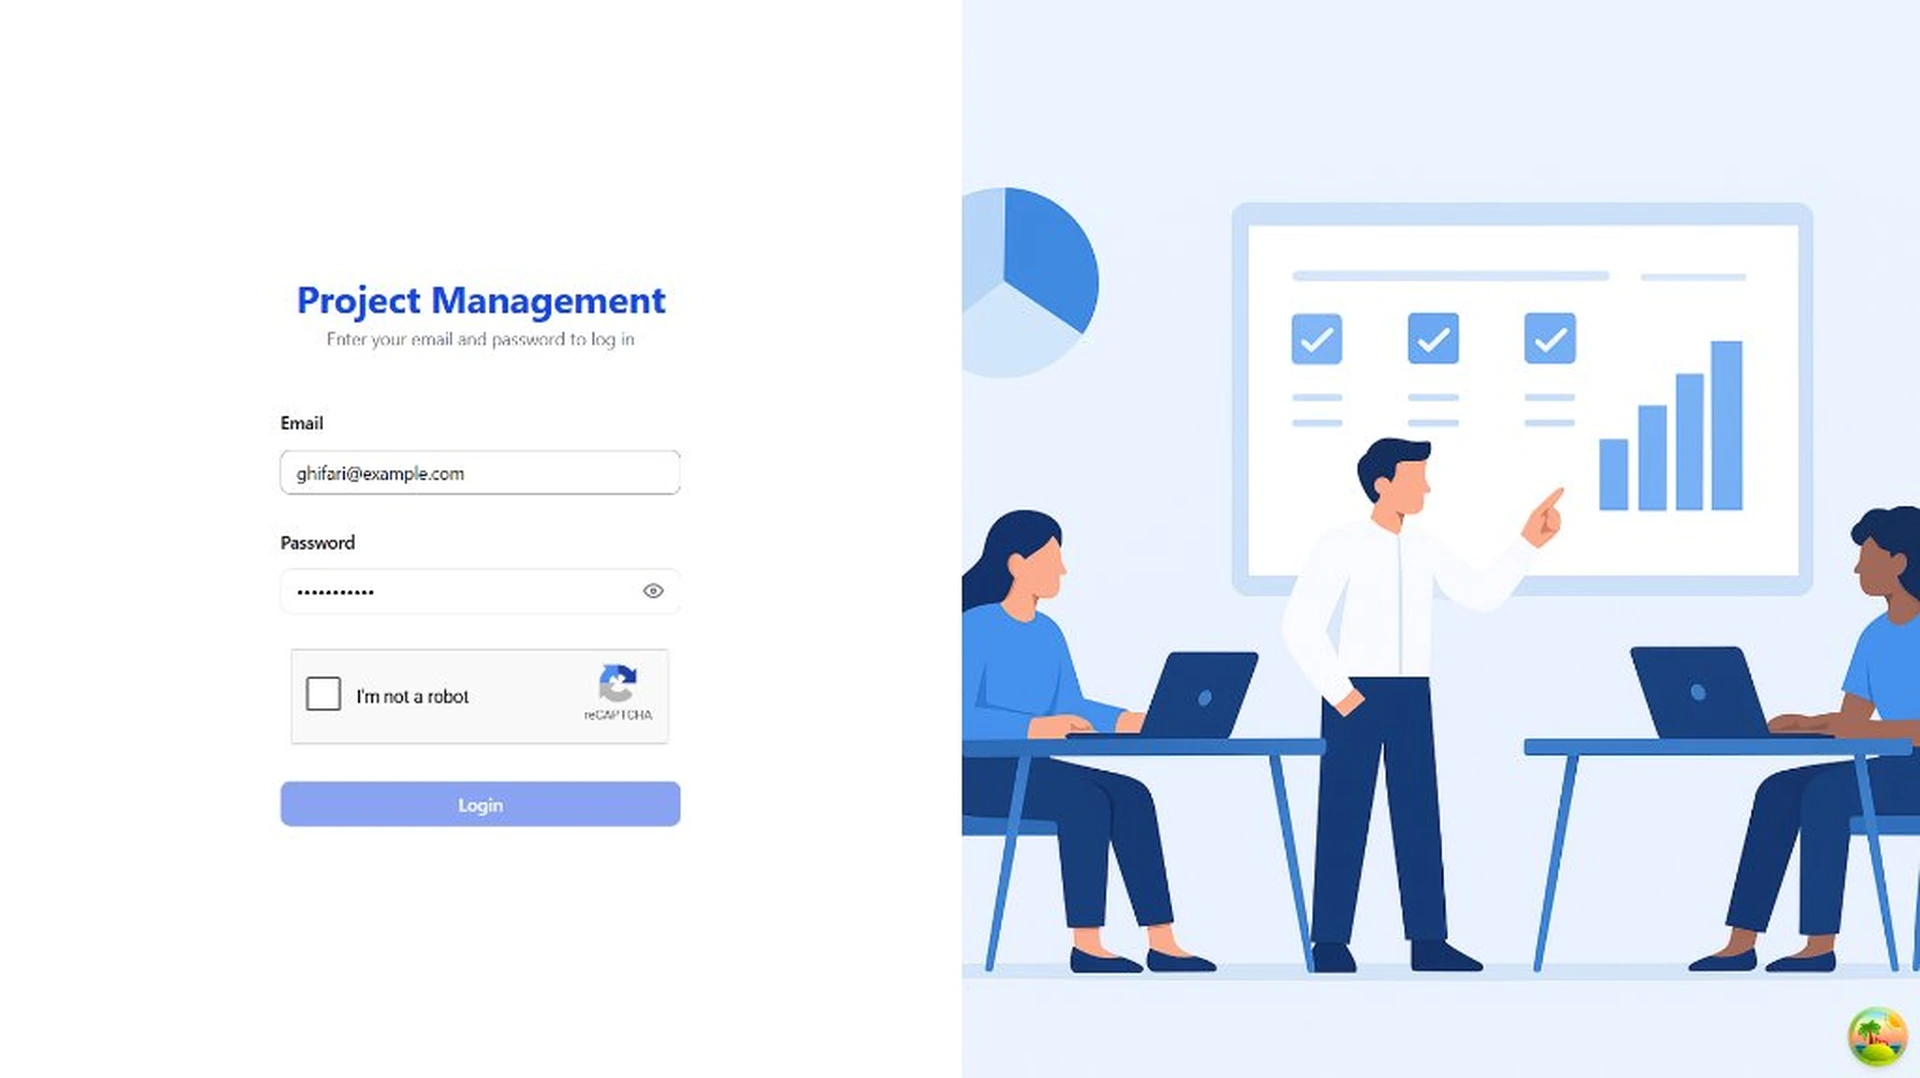 Project Management
Enter your email and password to log in
Email
ghifari@example.com
Password
•••••••••••
I'm not a robot
reCAPTCHA
Login